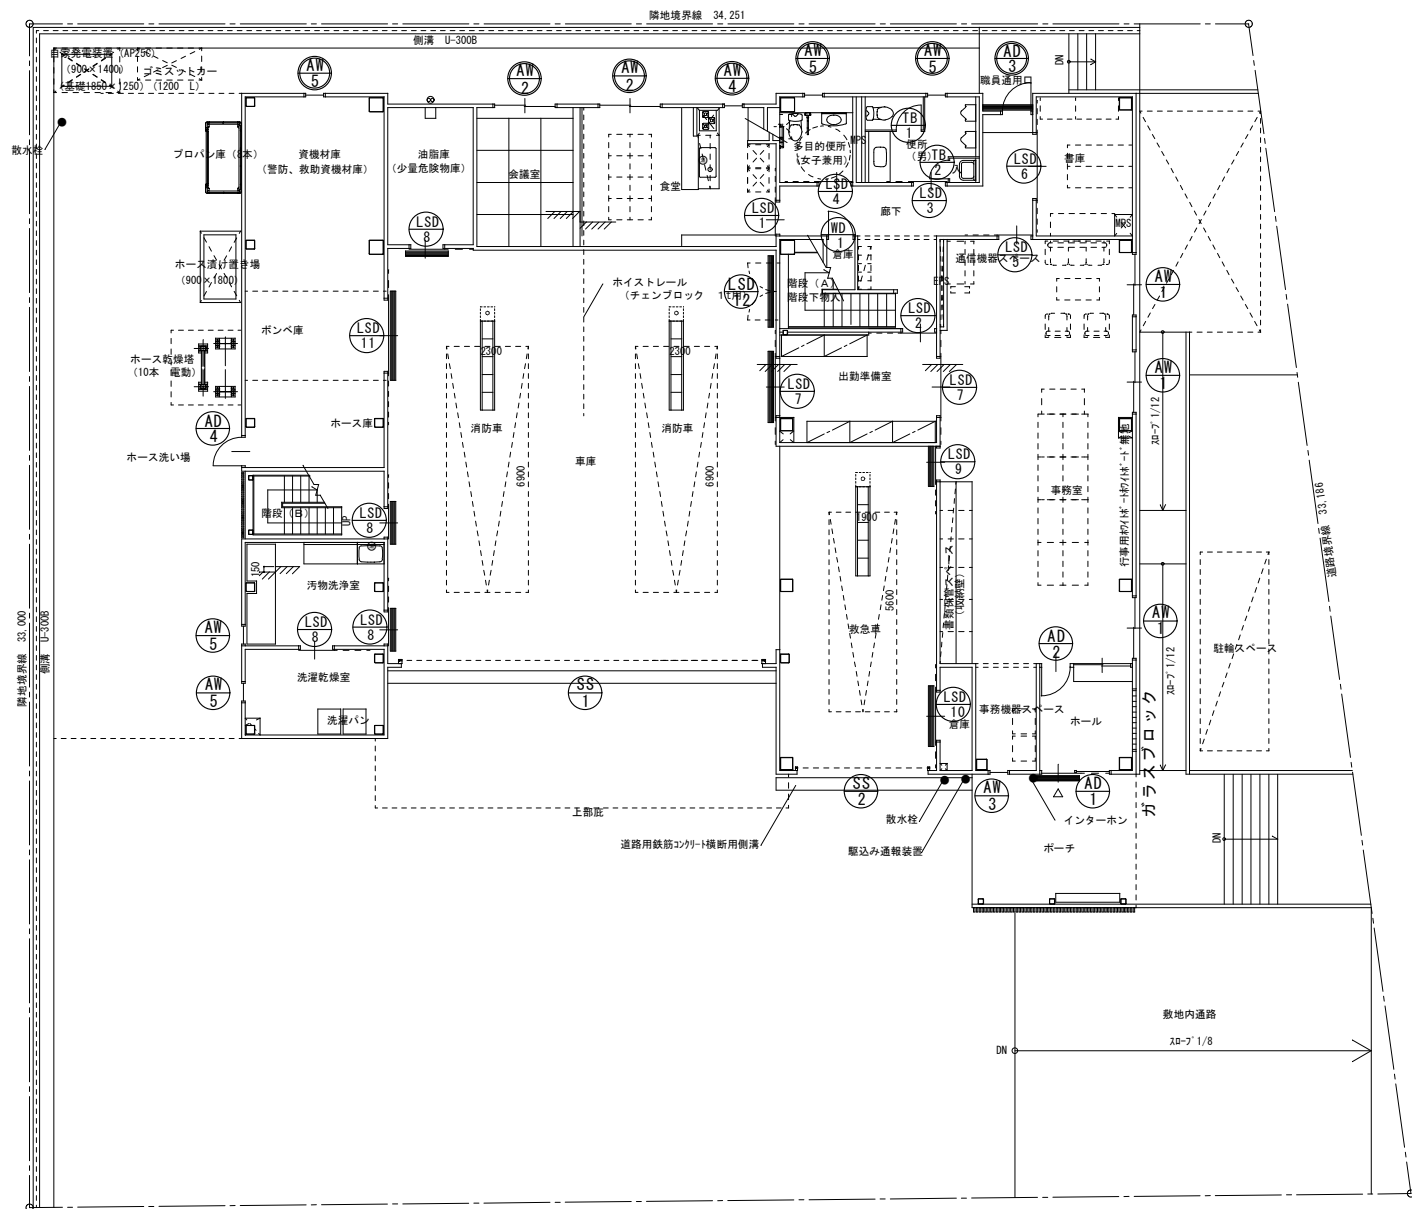 隣地境界線 34,251
側溝 U-300B
自家発電装置 (AP25C)
(900×1400)
(基礎1850×1250)
ゴミストッカー
(1200 L)
散水栓
AW
5
AW
2
AW
2
AW
4
AW
5
AW
5
AD
3
職員通用口
DN
プロパン庫 (8本)
資機材庫
(警防、救助資機材庫)
油脂庫
(少量危険物庫)
会議室
食堂
多目的便所
(女子兼用)
MPS
TB
1
便所
(男)
TB
2
LSD
6
書庫
LSD
4
LSD
3
LSD
1
廊下
WD
1
倉庫
LSD
8
LSD
5
通信機器スペース
EPS
ホース漬け置き場
(900×1800)
ホイストレール
(チェンブロック 1t用)
LSD
12
階段 (A)
階段下物入
LSD
2
AW
1
ボンベ庫
LSD
11
2300
2300
ホース乾燥塔
(10本 電動)
出動準備室
LSD
7
LSD
7
AW
1
スロープ 1/12
AD
4
ホース庫
ホース洗い場
消防車
消防車
車庫
6900
6900
LSD
9
階段 (B)
UP
LSD
8
1900
事務室
道路境界線 33,186
150
汚物洗浄室
LSD
8
LSD
8
AW
5
5600
救急車
書類保管スペース
(収納壁)
AW
1
AD
2
スロープ 1/12
駐輪スペース
隣地境界線 33,000
側溝 U-300B
AW
5
洗濯乾燥室
洗濯パン
SS
1
LSD
10
倉庫
事務機器スペース
ホール
ガラスブロック
SS
2
AW
3
AD
1
上部庇
道路用鉄筋コンクリート横断用側溝
散水栓
駆込み通報装置
インターホン
ポーチ
DN
敷地内通路
DN
スロープ 1/8